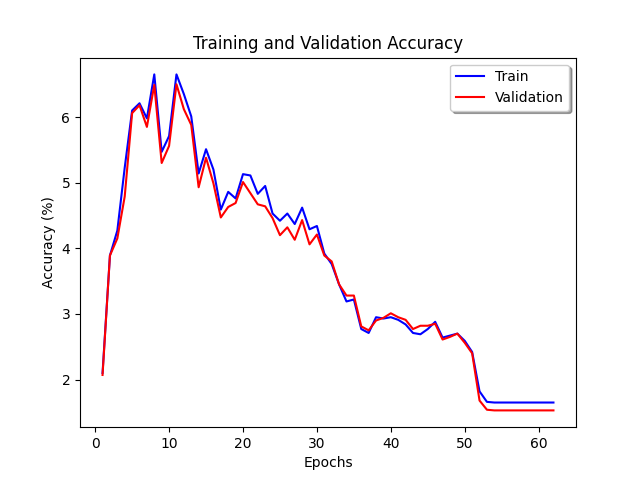 Training and Validation Accuracy
Train
Validation
6
5
4
3
2
Accuracy (%)
0 10 20 30 40 50 60
Epochs